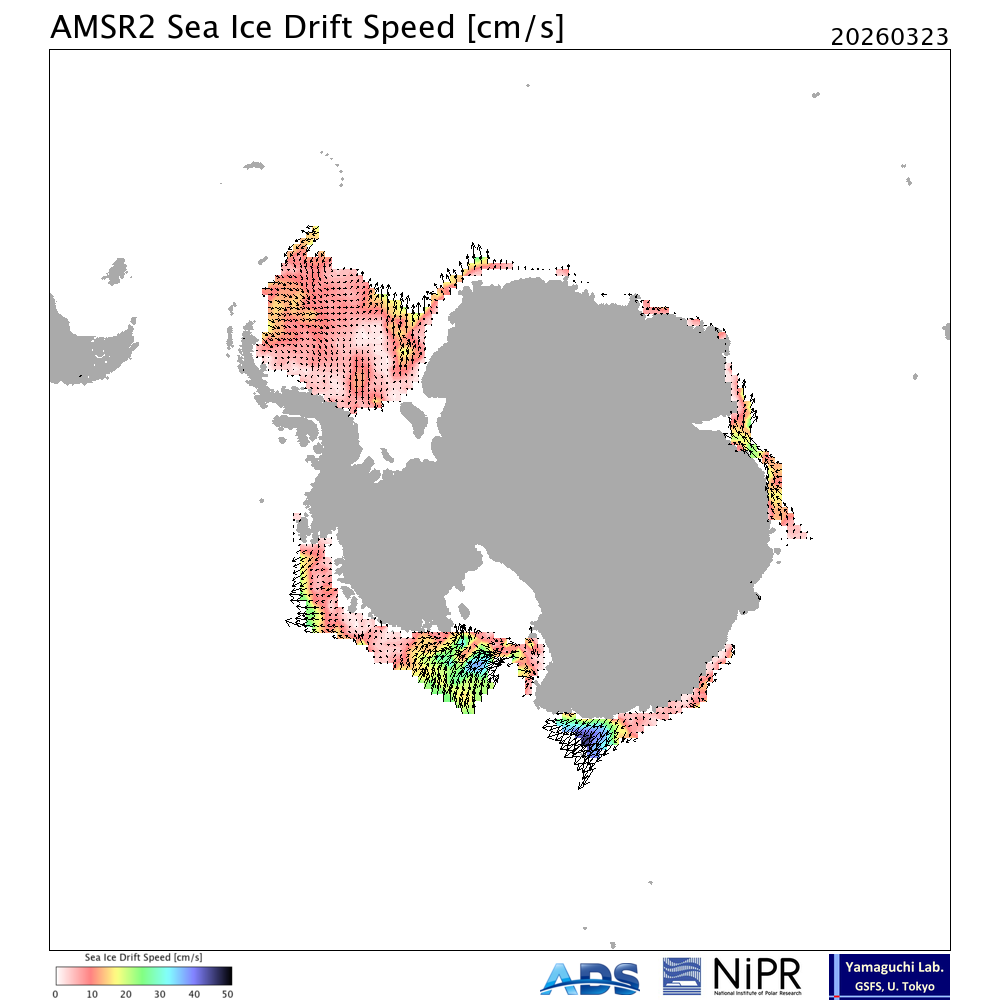 AMSR2 Sea Ice Drift Speed [cm/s]
20260323
Sea Ice Drift Speed [cm/s]
0 10 20 30 40 50
ADS
NiPR
National Institute of Polar Research
Yamaguchi Lab.
GSFS, U. Tokyo